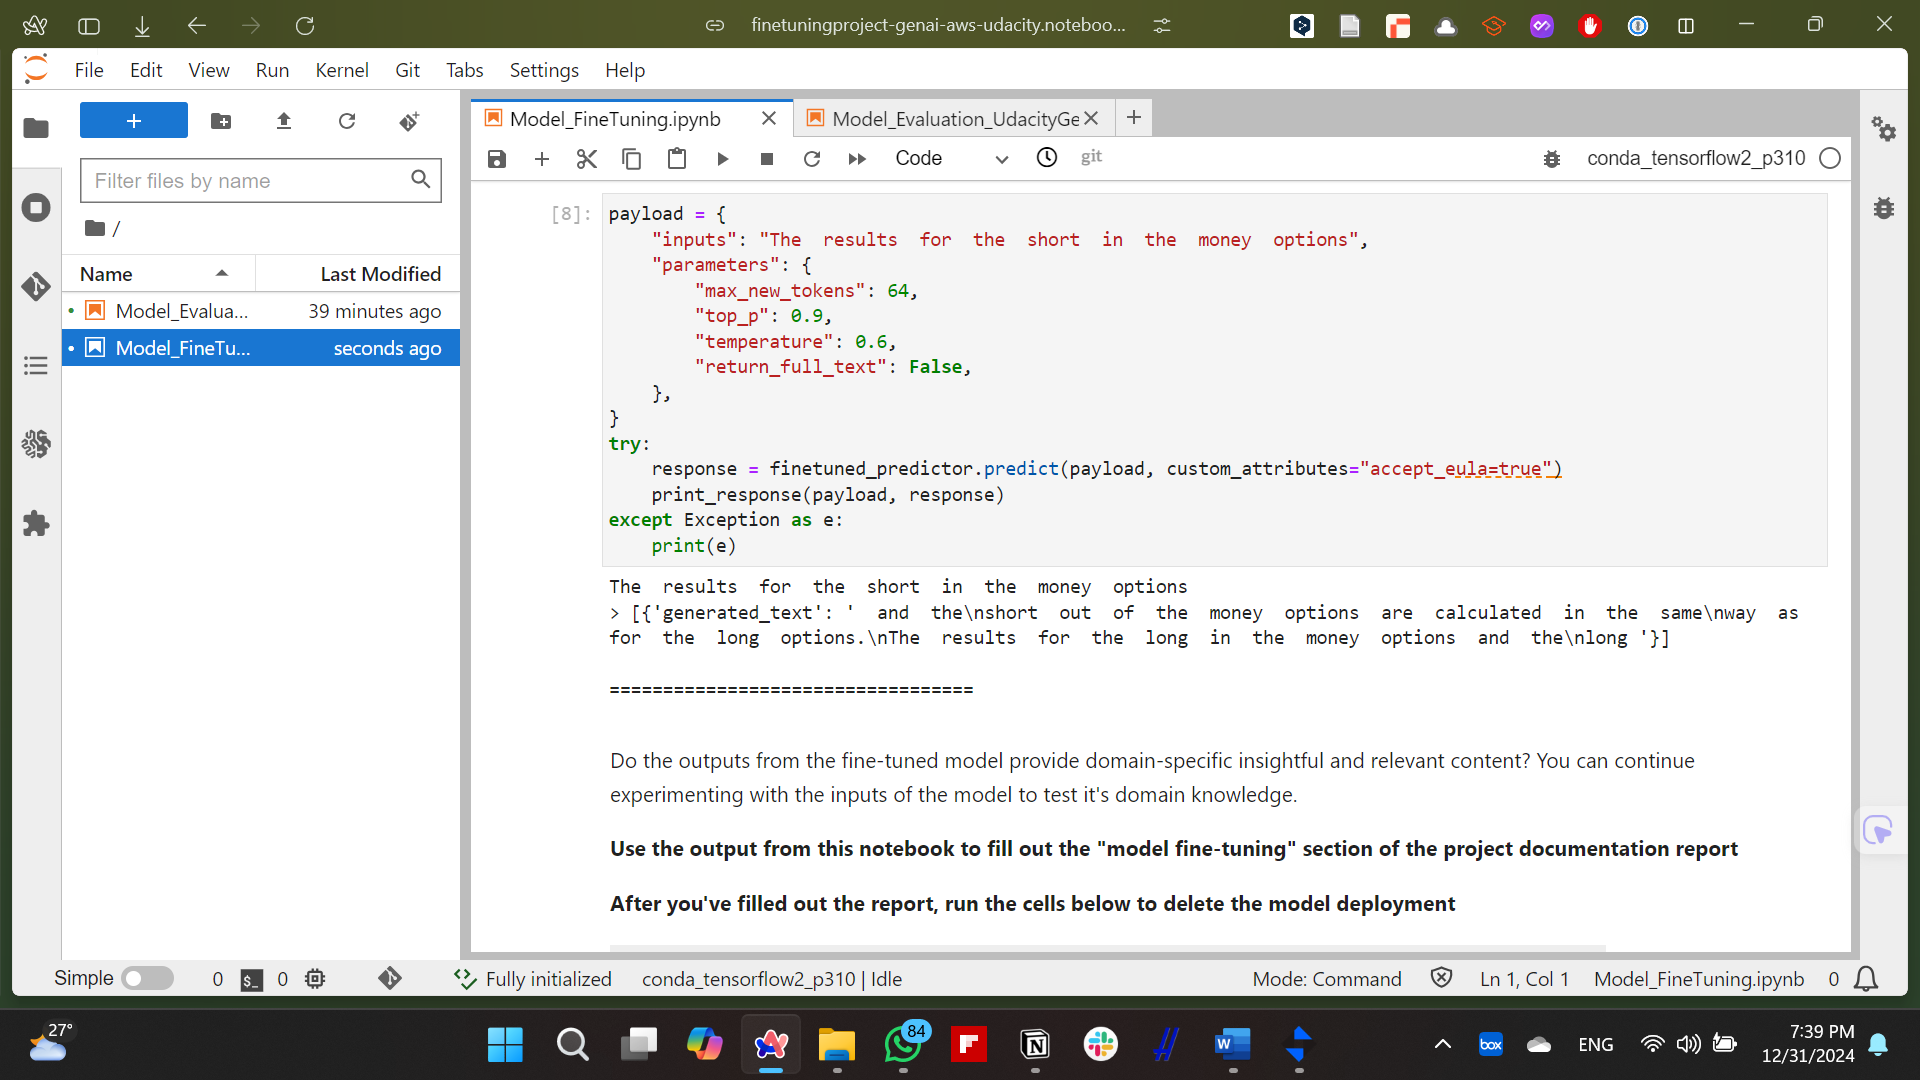 finetuningproject-genai-aws-udacity.noteboo...
File Edit View Run Kernel Git Tabs Settings Help
Model_FineTuning.ipynb
Model_Evaluation_UdacityGe
Filter files by name
/
Name Last Modified
Model_Evalua... 39 minutes ago
Model_FineTu... seconds ago
Code
git
conda_tensorflow2_p310
[8]:
payload = {
    "inputs": "The  results  for  the  short  in  the  money  options",
    "parameters": {
        "max_new_tokens": 64,
        "top_p": 0.9,
        "temperature": 0.6,
        "return_full_text": False,
    },
}
try:
    response = finetuned_predictor.predict(payload, custom_attributes="accept_eula=true")
    print_response(payload, response)
except Exception as e:
    print(e)
The  results  for  the  short  in  the  money  options
> [{'generated_text': '  and  the\nshort  out  of  the  money  options  are  calculated  in  the  same\nway  as
for  the  long  options.\nThe  results  for  the  long  in  the  money  options  and  the\nlong '}]
==================================
Do the outputs from the fine-tuned model provide domain-specific insightful and relevant content? You can continue
experimenting with the inputs of the model to test it's domain knowledge.
Use the output from this notebook to fill out the "model fine-tuning" section of the project documentation report
After you've filled out the report, run the cells below to delete the model deployment
Simple 0 $_ 0 Fully initialized conda_tensorflow2_p310 | Idle Mode: Command Ln 1, Col 1 Model_FineTuning.ipynb 0
27°
84
W
box
ENG
7:39 PM
12/31/2024